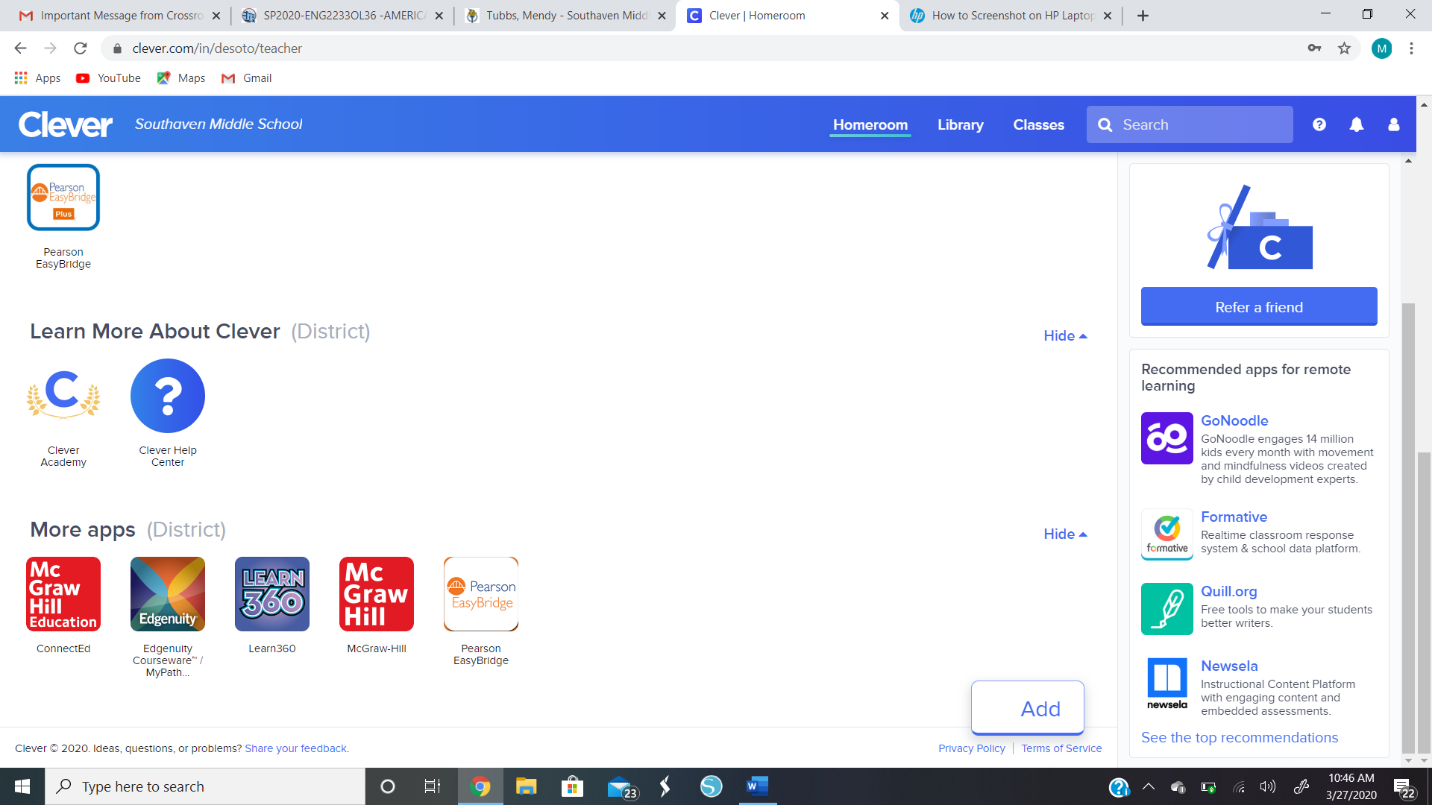 Important Message from Crossro
SP2020-ENG2233OL36 -AMERICA
Tubbs, Mendy - Southaven Midd
Clever | Homeroom
How to Screenshot on HP Laptop
clever.com/in/desoto/teacher
M
Apps YouTube Maps Gmail
Clever Southaven Middle School Homeroom Library Classes Search
Pearson
EasyBridge
Plus
Pearson
EasyBridge
Learn More About Clever (District) Hide
C
?
Clever
Academy
Clever Help
Center
More apps (District) Hide
Mc
Graw
Hill
Education
Edgenuity
LEARN
360
Mc
Graw
Hill
Pearson
EasyBridge
ConnectEd
Edgenuity
Courseware™ /
MyPath...
Learn360
McGraw-Hill
Pearson
EasyBridge
Add
Clever © 2020. Ideas, questions, or problems? Share your feedback.
Privacy Policy | Terms of Service
C
Refer a friend
Recommended apps for remote
learning
GoNoodle
GoNoodle engages 14 million
kids every month with movement
and mindfulness videos created
by child development experts.
formative
Formative
Realtime classroom response
system & school data platform.
Quill.org
Free tools to make your students
better writers.
newsela
Newsela
Instructional Content Platform
with engaging content and
embedded assessments.
See the top recommendations
Type here to search
23
10:46 AM
3/27/2020
22